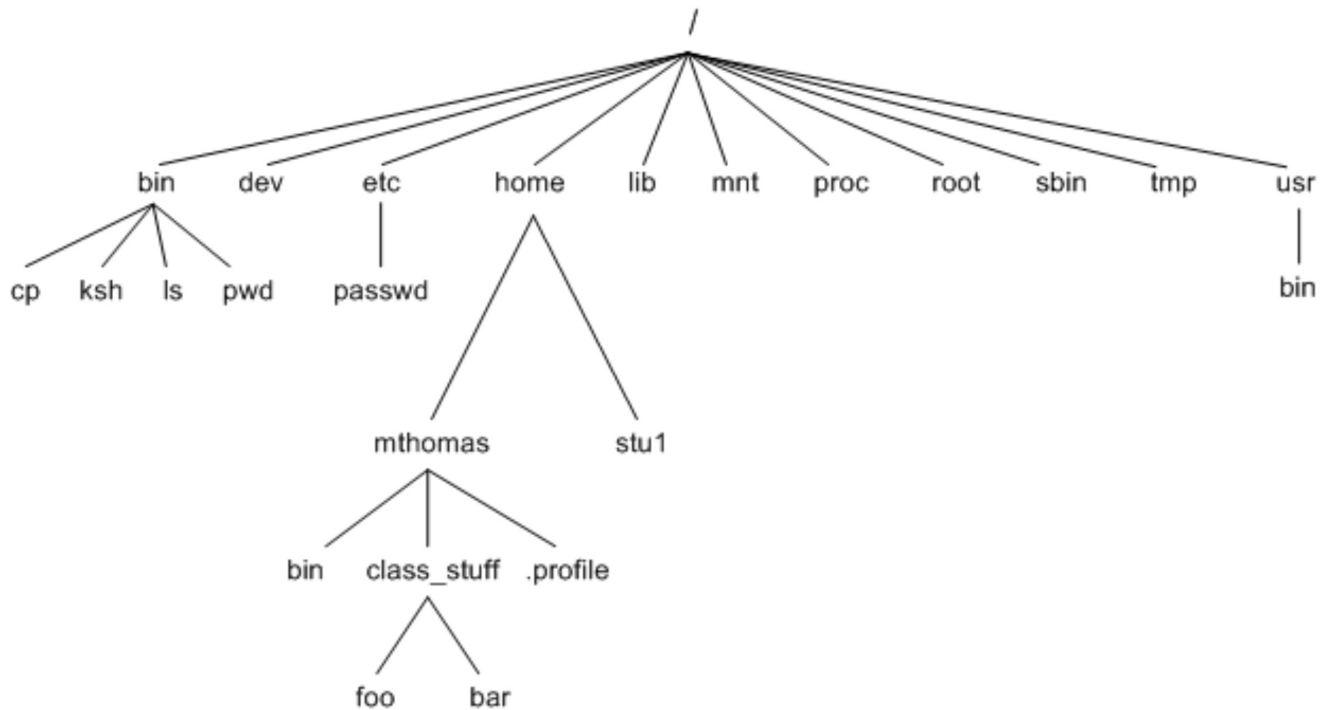 /
bin dev etc home lib mnt proc root sbin tmp usr
cp ksh ls pwd passwd bin
mthomas stu1
bin class_stuff .profile
foo bar